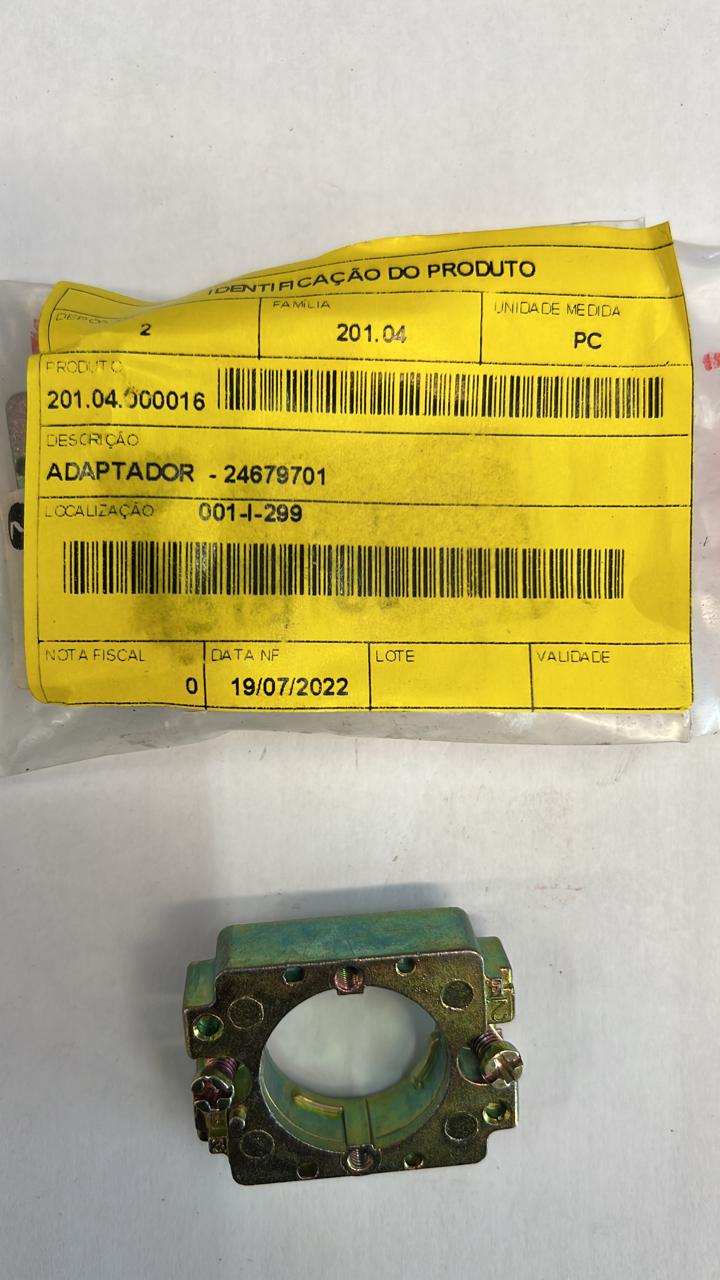 IDENTIFICAÇÃO DO PRODUTO
2
FAMÍLIA
201.04
UNIDADE MEDIDA
PC
PRODUTO
201.04.000016
DESCRIÇÃO
ADAPTADOR - 24679701
LOCALIZAÇÃO 001-I-299
NOTA FISCAL
0
DATA NF
19/07/2022
LOTE
VALIDADE